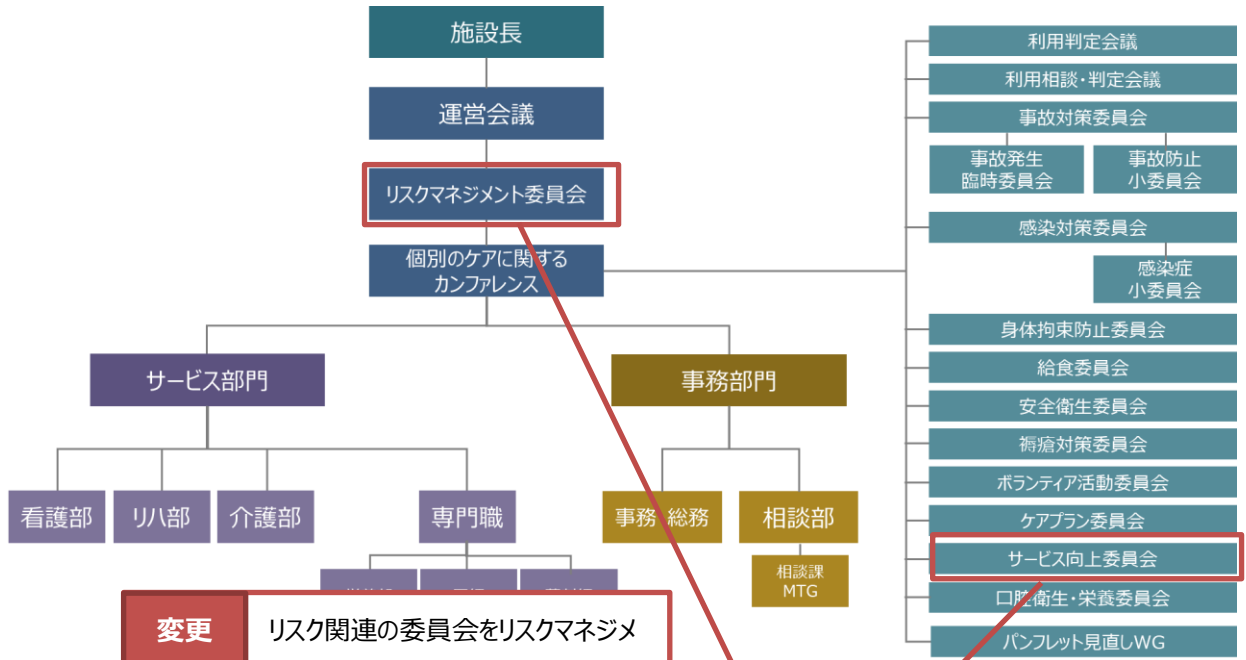 施設長
運営会議
リスクマネジメント委員会
個別のケアに関する
カンファレンス
サービス部門
事務部門
看護部
リハ部
介護部
専門職
事務 総務
相談部
相談課
MTG
変更
リスク関連の委員会をリスクマネジメ
利用判定会議
利用相談・判定会議
事故対策委員会
事故発生
臨時委員会
事故防止
小委員会
感染対策委員会
感染症
小委員会
身体拘束防止委員会
給食委員会
安全衛生委員会
褥瘡対策委員会
ボランティア活動委員会
ケアプラン委員会
サービス向上委員会
口腔衛生・栄養委員会
パンフレット見直しWG